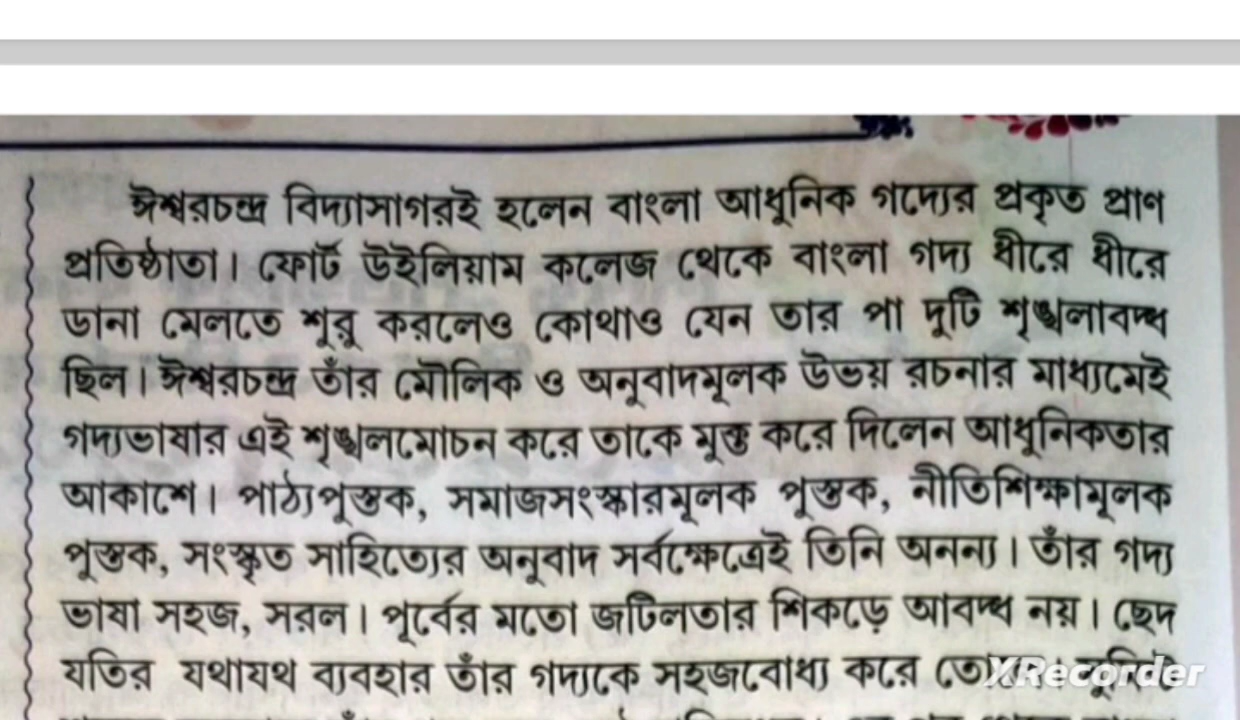 ঈশ্বরচন্দ্র বিদ্যাসাগরই হলেন বাংলা আধুনিক গদ্যের প্রকৃত প্রাণ
প্রতিষ্ঠাতা। ফোর্ট উইলিয়াম কলেজ থেকে বাংলা গদ্য ধীরে ধীরে
ডানা মেলতে শুরু করলেও কোথাও যেন তার পা দুটি শৃঙ্খলাবদ্ধ
ছিল। ঈশ্বরচন্দ্র তাঁর মৌলিক ও অনুবাদমূলক উভয় রচনার মাধ্যমেই
গদ্যভাষার এই শৃঙ্খলমোচন করে তাকে মুক্ত করে দিলেন আধুনিকতার
আকাশে। পাঠ্যপুস্তক, সমাজসংস্কারমূলক পুস্তক, নীতিশিক্ষামূলক
পুস্তক, সংস্কৃত সাহিত্যের অনুবাদ সর্বক্ষেত্রেই তিনি অনন্য। তাঁর গদ্য
ভাষা সহজ, সরল। পূর্বের মতো জটিলতার শিকড়ে আবদ্ধ নয়। ছেদ
যতির যথাযথ ব্যবহার তাঁর গদ্যকে সহজবোধ্য করে
XRecorder